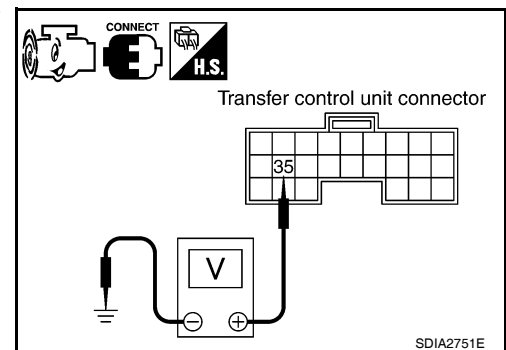 CONNECT
H.S.
Transfer control unit connector
35
V
− +
SDIA2751E